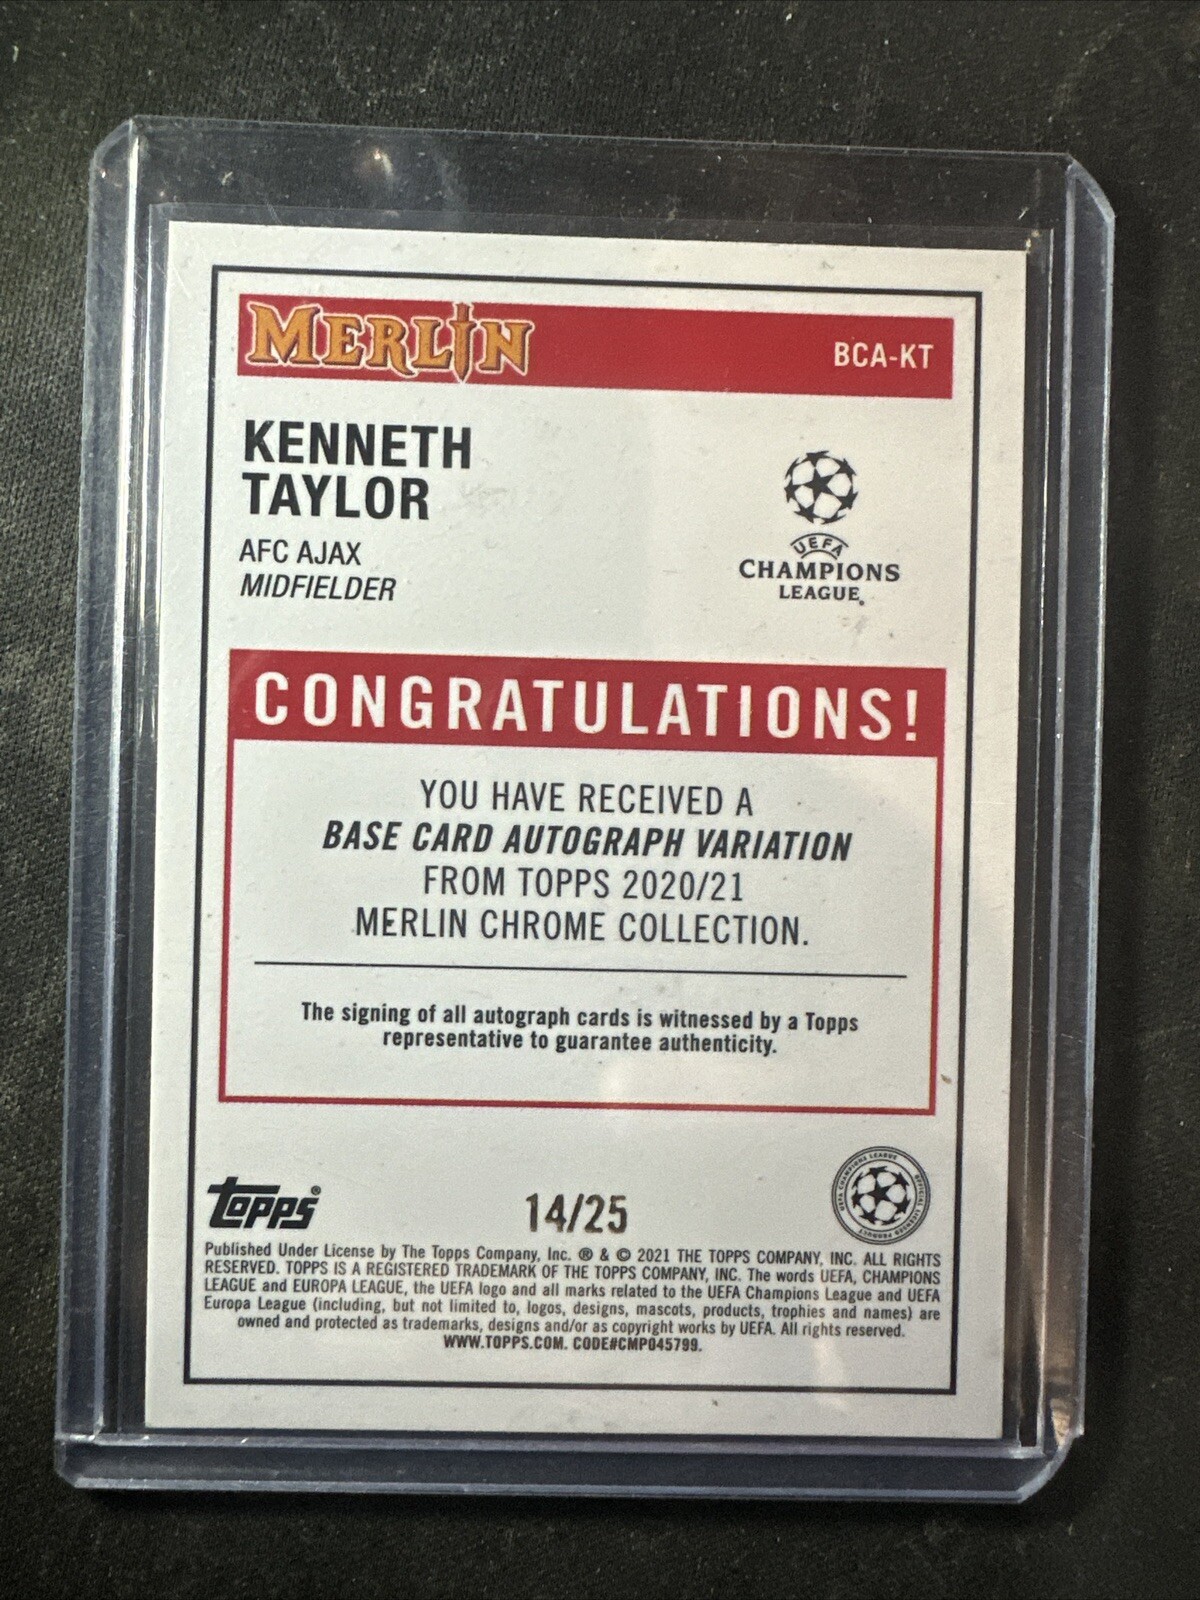 MERLIN
BCA-KT
KENNETH
TAYLOR
AFC AJAX
MIDFIELDER
UEFA
CHAMPIONS
LEAGUE®
CONGRATULATIONS!
YOU HAVE RECEIVED A
BASE CARD AUTOGRAPH VARIATION
FROM TOPPS 2020/21
MERLIN CHROME COLLECTION.
The signing of all autograph cards is witnessed by a Topps
representative to guarantee authenticity.
Topps®
14/25
UEFA CHAMPIONS LEAGUE OFFICIAL LICENSED PRODUCT
Published Under License by The Topps Company, Inc. ® & © 2021 THE TOPPS COMPANY, INC. ALL RIGHTS
RESERVED. TOPPS IS A REGISTERED TRADEMARK OF THE TOPPS COMPANY, INC. The words UEFA, CHAMPIONS
LEAGUE and EUROPA LEAGUE, the UEFA logo and all marks related to the UEFA Champions League and UEFA
Europa League (including, but not limited to, logos, designs, mascots, products, trophies and names) are
owned and protected as trademarks, designs and/or as copyright works by UEFA. All rights reserved.
WWW.TOPPS.COM. CODE#CMP045799.